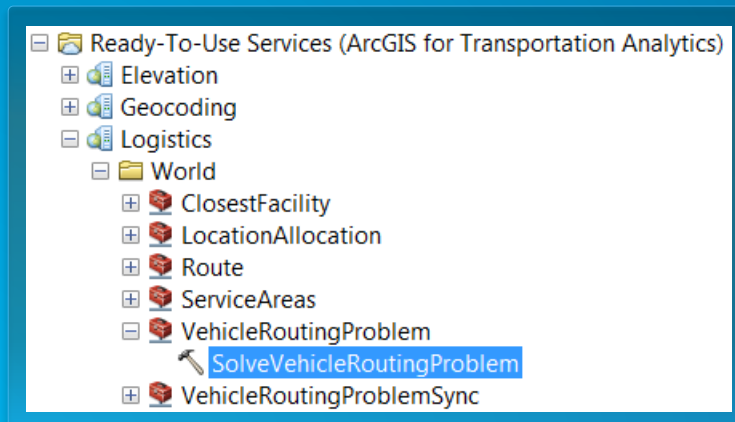 Ready-To-Use Services (ArcGIS for Transportation Analytics)
Elevation
Geocoding
Logistics
World
ClosestFacility
LocationAllocation
Route
ServiceAreas
VehicleRoutingProblem
SolveVehicleRoutingProblem
VehicleRoutingProblemSync